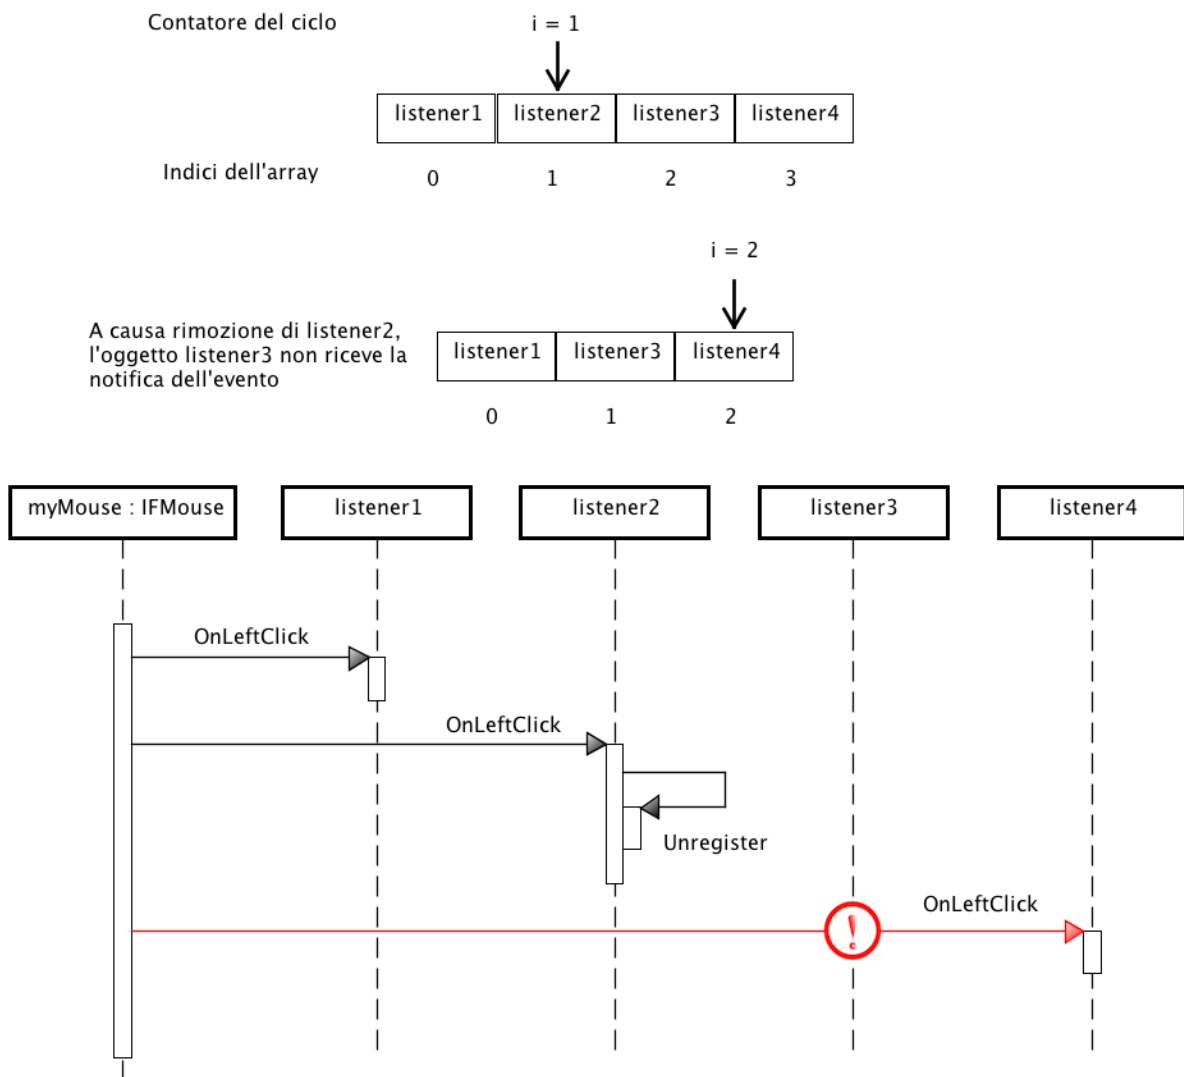 Contatore del ciclo
i = 1
listener1 listener2 listener3 listener4
Indici dell'array
0 1 2 3
i = 2
A causa rimozione di listener2,
l'oggetto listener3 non riceve la
notifica dell'evento
listener1 listener3 listener4
0 1 2
myMouse : IFMouse listener1 listener2 listener3 listener4
OnLeftClick
OnLeftClick
Unregister
OnLeftClick
!